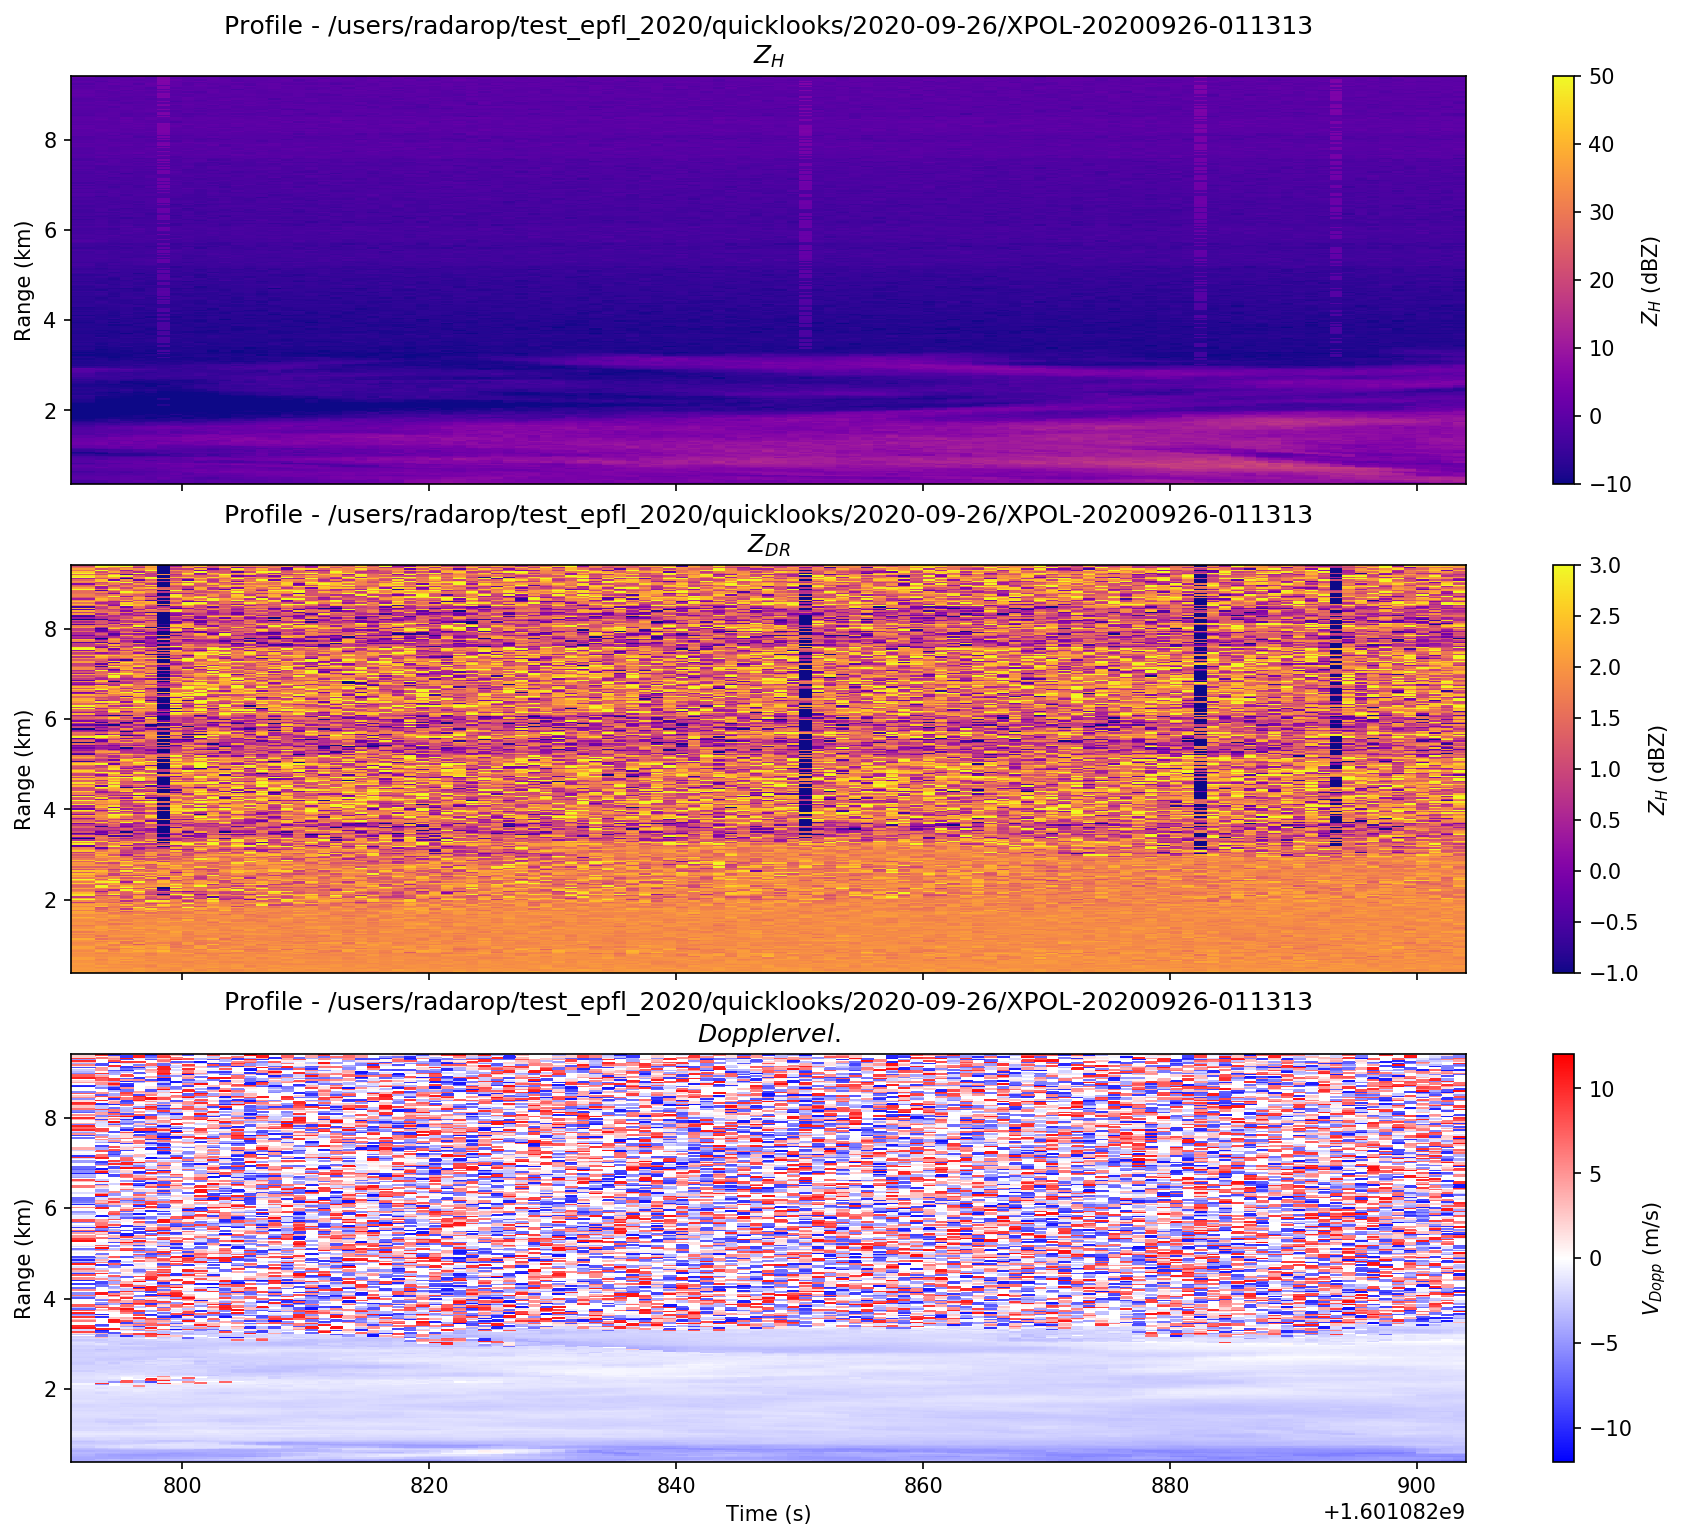 Profile - /users/radarop/test_epfl_2020/quicklooks/2020-09-26/XPOL-20200926-011313
Z_H
Range (km)
8
6
4
2
50
40
30
20
10
0
−10
Z_H (dBZ)
Profile - /users/radarop/test_epfl_2020/quicklooks/2020-09-26/XPOL-20200926-011313
Z_DR
Range (km)
8
6
4
2
3.0
2.5
2.0
1.5
1.0
0.5
0.0
−0.5
−1.0
Z_H (dBZ)
Profile - /users/radarop/test_epfl_2020/quicklooks/2020-09-26/XPOL-20200926-011313
Dopplervel.
Range (km)
8
6
4
2
10
5
0
−5
−10
V_Dopp (m/s)
800 820 840 860 880 900
Time (s)
+1.601082e9